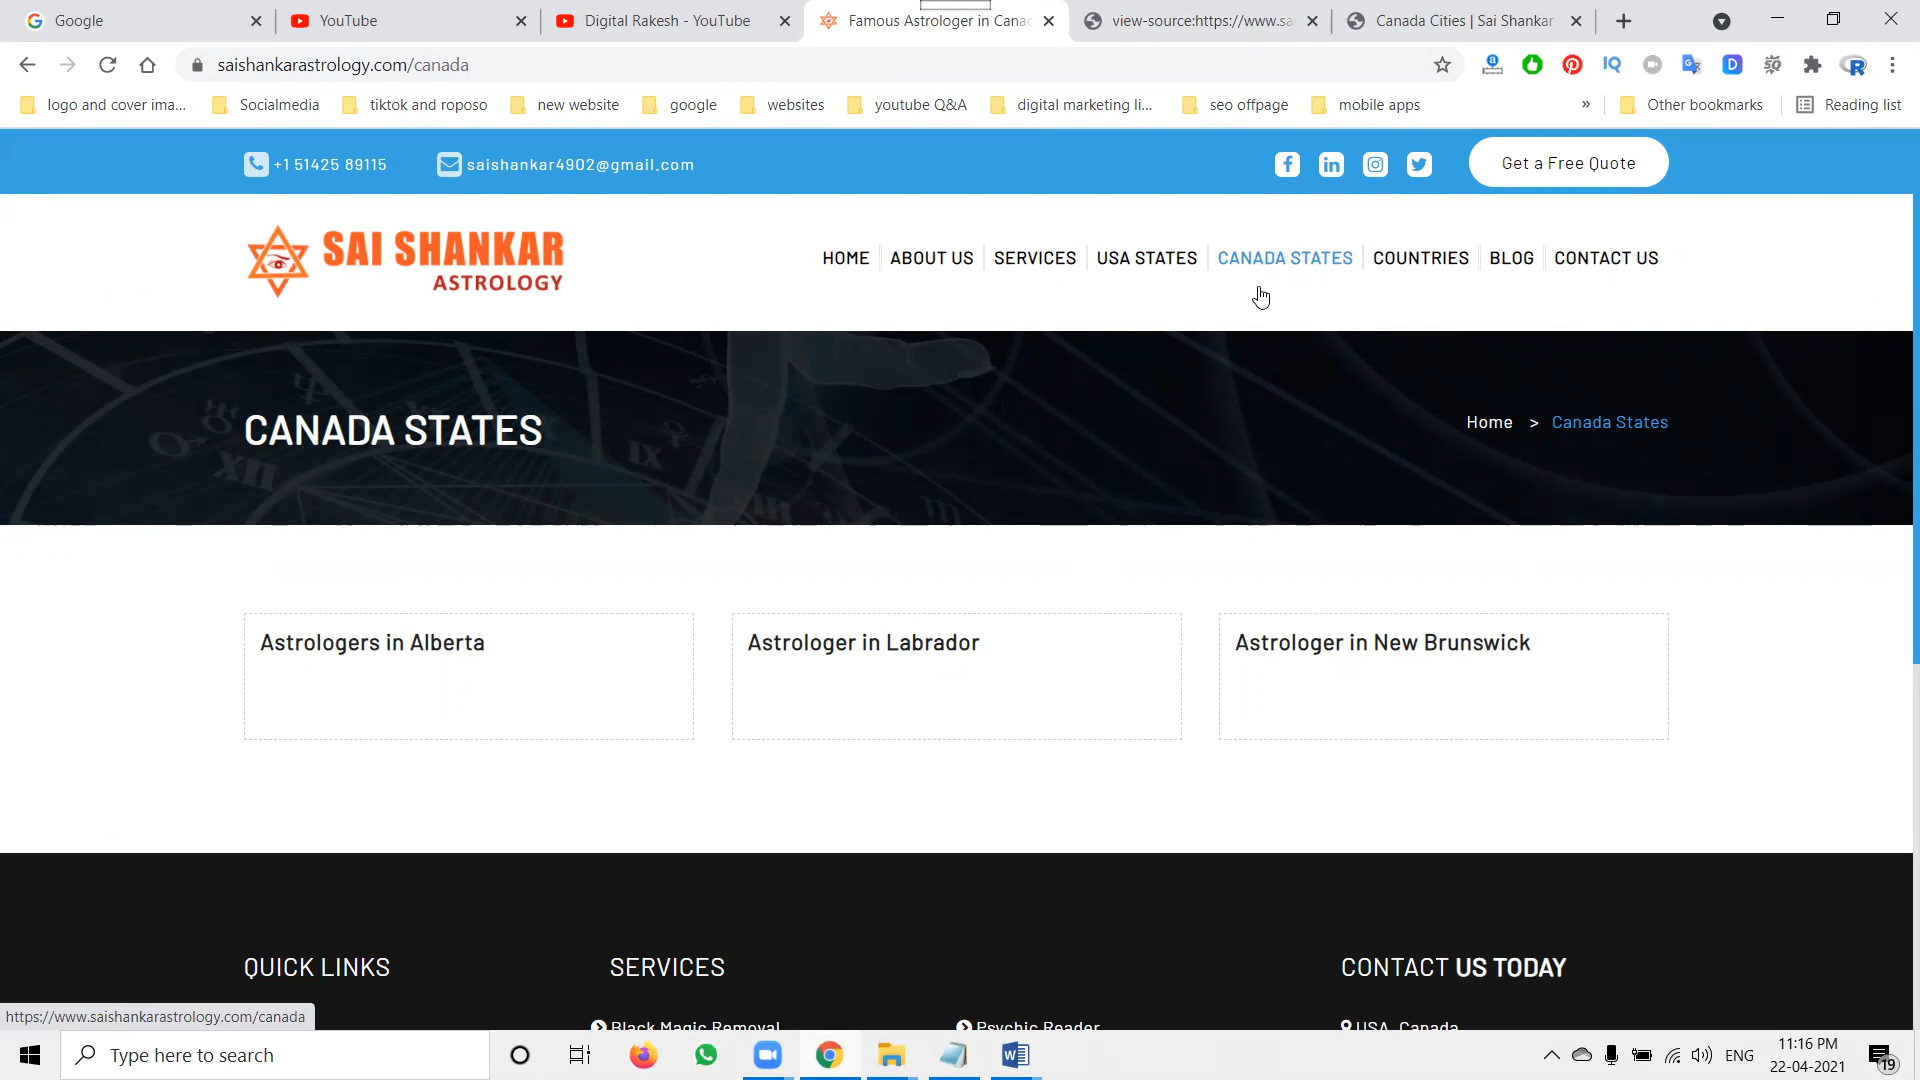 Google
YouTube
Digital Rakesh - YouTube
Famous Astrologer in Cana
view-source:https://www.sai
Canada Cities | Sai Shankar
saishankarastrology.com/canada
logo and cover ima...
Socialmedia
tiktok and roposo
new website
google
websites
youtube Q&A
digital marketing li...
seo offpage
mobile apps
»
Other bookmarks
Reading list
+1 51425 89115
saishankar4902@gmail.com
Get a Free Quote
SAI SHANKAR
ASTROLOGY
HOME
ABOUT US
SERVICES
USA STATES
CANADA STATES
COUNTRIES
BLOG
CONTACT US
CANADA STATES
Home > Canada States
Astrologers in Alberta
Astrologer in Labrador
Astrologer in New Brunswick
QUICK LINKS
SERVICES
CONTACT US TODAY
https://www.saishankarastrology.com/canada
Black Magic Removal
Psychic Reader
USA, Canada
Type here to search
ENG
11:16 PM
22-04-2021
19